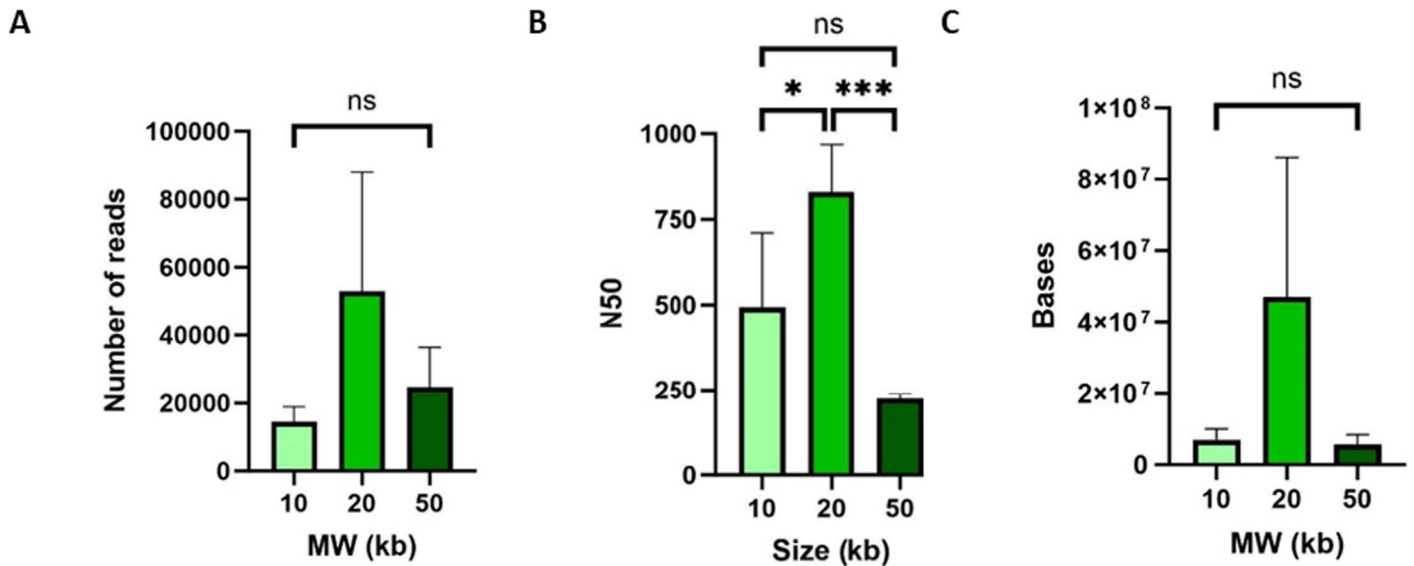 A
ns
100000
80000
60000
40000
20000
0
Number of reads
10 20 50
MW (kb)
B
ns
* ***
1000
750
500
250
0
N50
10 20 50
Size (kb)
C
ns
1×10⁸
8×10⁷
6×10⁷
4×10⁷
2×10⁷
0
Bases
10 20 50
MW (kb)